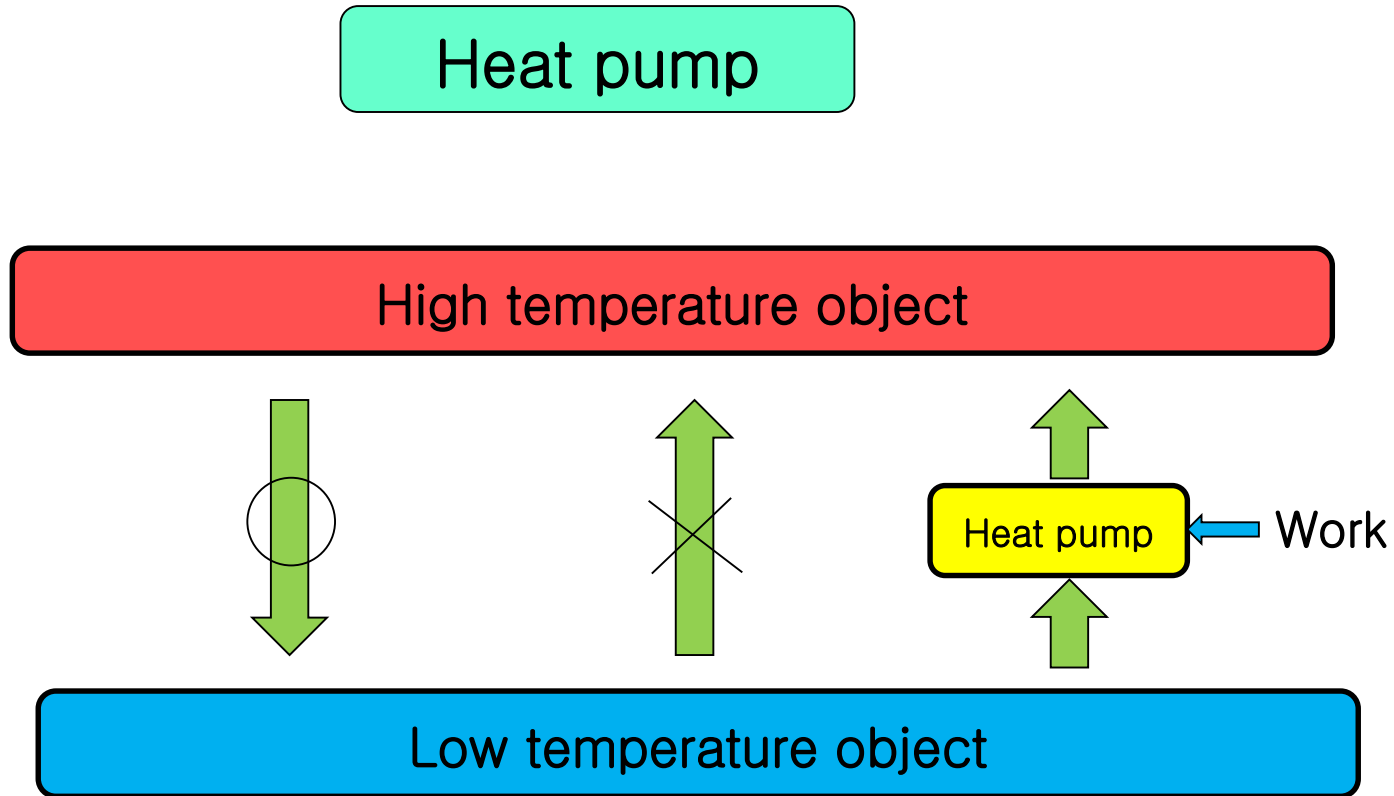 Heat pump
High temperature object
Heat pump
Work
Low temperature object